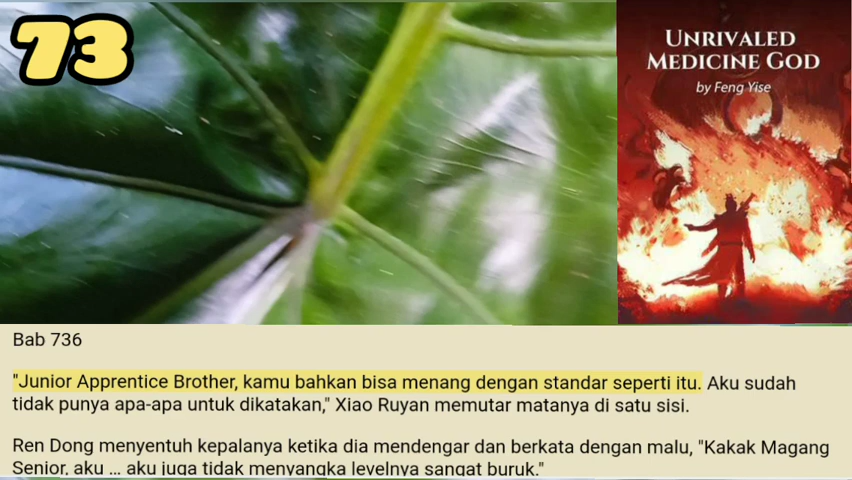 73
UNRIVALED
MEDICINE GOD
by Feng Yise
Bab 736
"Junior Apprentice Brother, kamu bahkan bisa menang dengan standar seperti itu. Aku sudah
tidak punya apa-apa untuk dikatakan," Xiao Ruyan memutar matanya di satu sisi.
Ren Dong menyentuh kepalanya ketika dia mendengar dan berkata dengan malu, "Kakak Magang
Senior, aku ... aku juga tidak menyangka levelnya sangat buruk."